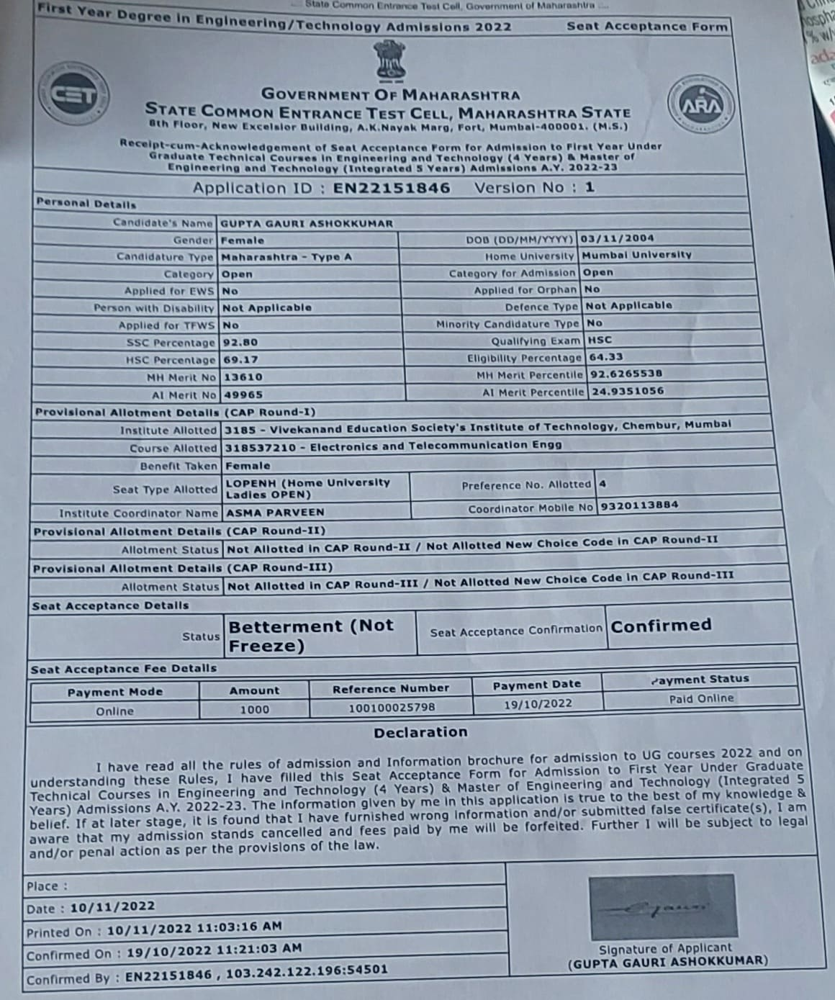 State Common Entrance Test Cell, Government of Maharashtra ....
First Year Degree in Engineering/Technology Admissions 2022 Seat Acceptance Form
CET
ARA
GOVERNMENT OF MAHARASHTRA
STATE COMMON ENTRANCE TEST CELL, MAHARASHTRA STATE
8th Floor, New Excelsior Building, A.K.Nayak Marg, Fort, Mumbai-400001. (M.S.)
Receipt-cum-Acknowledgement of Seat Acceptance Form for Admission to First Year Under
Graduate Technical Courses in Engineering and Technology (4 Years) & Master of
Engineering and Technology (Integrated 5 Years) Admissions A.Y. 2022-23
Application ID : EN22151846 Version No : 1
Personal Details
Candidate's Name GUPTA GAURI ASHOKKUMAR
Gender Female DOB (DD/MM/YYYY) 03/11/2004
Candidature Type Maharashtra - Type A Home University Mumbai University
Category Open Category for Admission Open
Applied for EWS No Applied for Orphan No
Person with Disability Not Applicable Defence Type Not Applicable
Applied for TFWS No Minority Candidature Type No
SSC Percentage 92.80 Qualifying Exam HSC
HSC Percentage 69.17 Eligibility Percentage 64.33
MH Merit No 13610 MH Merit Percentile 92.6265538
AI Merit No 49965 AI Merit Percentile 24.9351056
Provisional Allotment Details (CAP Round-I)
Institute Allotted 3185 - Vivekanand Education Society's Institute of Technology, Chembur, Mumbai
Course Allotted 318537210 - Electronics and Telecommunication Engg
Benefit Taken Female
Seat Type Allotted LOPENH (Home University Ladies OPEN) Preference No. Allotted 4
Institute Coordinator Name ASMA PARVEEN Coordinator Mobile No 9320113884
Provisional Allotment Details (CAP Round-II)
Allotment Status Not Allotted in CAP Round-II / Not Allotted New Choice Code in CAP Round-II
Provisional Allotment Details (CAP Round-III)
Allotment Status Not Allotted in CAP Round-III / Not Allotted New Choice Code in CAP Round-III
Seat Acceptance Details
Status Betterment (Not Freeze) Seat Acceptance Confirmation Confirmed
Seat Acceptance Fee Details
Payment Mode Amount Reference Number Payment Date Payment Status
Online 1000 100100025798 19/10/2022 Paid Online
Declaration
I have read all the rules of admission and Information brochure for admission to UG courses 2022 and on
understanding these Rules, I have filled this Seat Acceptance Form for Admission to First Year Under Graduate
Technical Courses in Engineering and Technology (4 Years) & Master of Engineering and Technology (Integrated 5
Years) Admissions A.Y. 2022-23. The Information given by me in this application is true to the best of my knowledge &
belief. If at later stage, it is found that I have furnished wrong information and/or submitted false certificate(s), I am
aware that my admission stands cancelled and fees paid by me will be forfeited. Further I will be subject to legal
and/or penal action as per the provisions of the law.
Place :
Date : 10/11/2022
Printed On : 10/11/2022 11:03:16 AM
Confirmed On : 19/10/2022 11:21:03 AM
Confirmed By : EN22151846 , 103.242.122.196:54501
Signature of Applicant
(GUPTA GAURI ASHOKKUMAR)